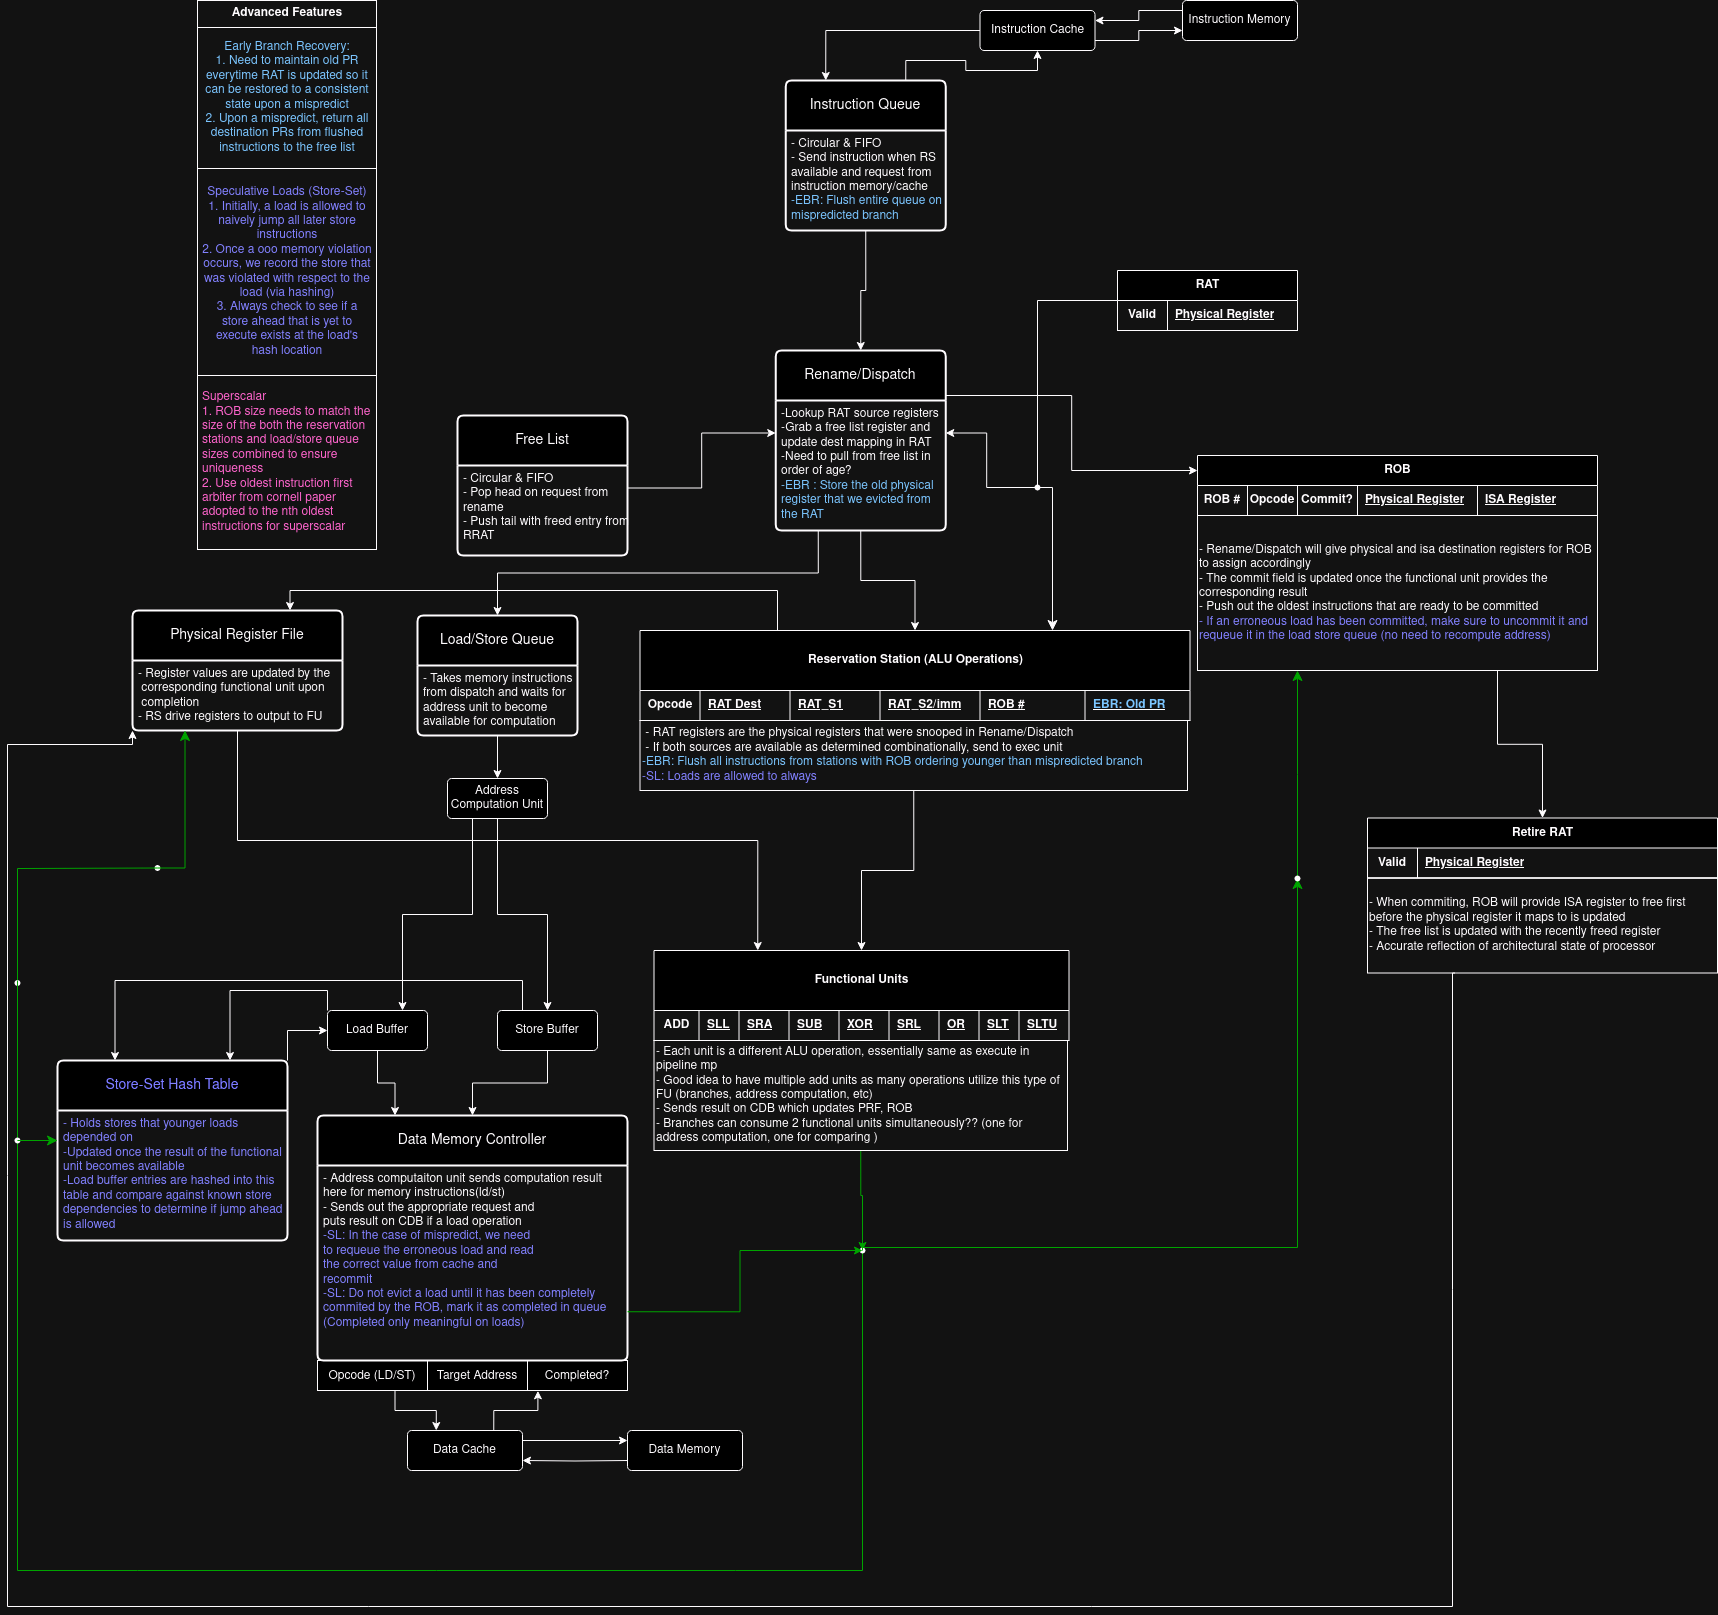 Advanced Features
Early Branch Recovery:
1. Need to maintain old PR
everytime RAT is updated so it
can be restored to a consistent
state upon a mispredict
2. Upon a mispredict, return all
destination PRs from flushed
instructions to the free list
Speculative Loads (Store-Set)
1. Initially, a load is allowed to
naively jump all later store
instructions
2. Once a ooo memory violation
occurs, we record the store that
was violated with respect to the
load (via hashing)
3. Always check to see if a
store ahead that is yet to
execute exists at the load's
hash location
Superscalar
1. ROB size needs to match the
size of the both the reservation
stations and load/store queue
sizes combined to ensure
uniqueness
2. Use oldest instruction first
arbiter from cornell paper
adopted to the nth oldest
instructions for superscalar
Instruction Cache
Instruction Memory
Instruction Queue
- Circular & FIFO
- Send instruction when RS
available and request from
instruction memory/cache
-EBR: Flush entire queue on
mispredicted branch
RAT
Valid
Physical Register
Rename/Dispatch
-Lookup RAT source registers
-Grab a free list register and
update dest mapping in RAT
-Need to pull from free list in
order of age?
-EBR : Store the old physical
register that we evicted from
the RAT
Free List
- Circular & FIFO
- Pop head on request from
rename
- Push tail with freed entry from
RRAT
ROB
ROB #
Opcode
Commit?
Physical Register
ISA Register
- Rename/Dispatch will give physical and isa destination registers for ROB
to assign accordingly
- The commit field is updated once the functional unit provides the
corresponding result
- Push out the oldest instructions that are ready to be committed
- If an erroneous load has been committed, make sure to uncommit it and
requeue it in the load store queue (no need to recompute address)
Physical Register File
- Register values are updated by the
corresponding functional unit upon
completion
- RS drive registers to output to FU
Load/Store Queue
- Takes memory instructions
from dispatch and waits for
address unit to become
available for computation
Reservation Station (ALU Operations)
Opcode
RAT Dest
RAT_S1
RAT_S2/imm
ROB #
EBR: Old PR
- RAT registers are the physical registers that were snooped in Rename/Dispatch
- If both sources are available as determined combinationally, send to exec unit
-EBR: Flush all instructions from stations with ROB ordering younger than mispredicted branch
-SL: Loads are allowed to always
Address
Computation Unit
Retire RAT
Valid
Physical Register
- When commiting, ROB will provide ISA register to free first
before the physical register it maps to is updated
- The free list is updated with the recently freed register
- Accurate reflection of architectural state of processor
Functional Units
ADD
SLL
SRA
SUB
XOR
SRL
OR
SLT
SLTU
- Each unit is a different ALU operation, essentially same as execute in
pipeline mp
- Good idea to have multiple add units as many operations utilize this type of
FU (branches, address computation, etc)
- Sends result on CDB which updates PRF, ROB
- Branches can consume 2 functional units simultaneously?? (one for
address computation, one for comparing )
Load Buffer
Store Buffer
Store-Set Hash Table
- Holds stores that younger loads
depended on
-Updated once the result of the functional
unit becomes available
-Load buffer entries are hashed into this
table and compare against known store
dependencies to determine if jump ahead
is allowed
Data Memory Controller
- Address computaiton unit sends computation result
here for memory instructions(ld/st)
- Sends out the appropriate request and
puts result on CDB if a load operation
-SL: In the case of mispredict, we need
to requeue the erroneous load and read
the correct value from cache and
recommit
-SL: Do not evict a load until it has been completely
commited by the ROB, mark it as completed in queue
(Completed only meaningful on loads)
Opcode (LD/ST)
Target Address
Completed?
Data Cache
Data Memory